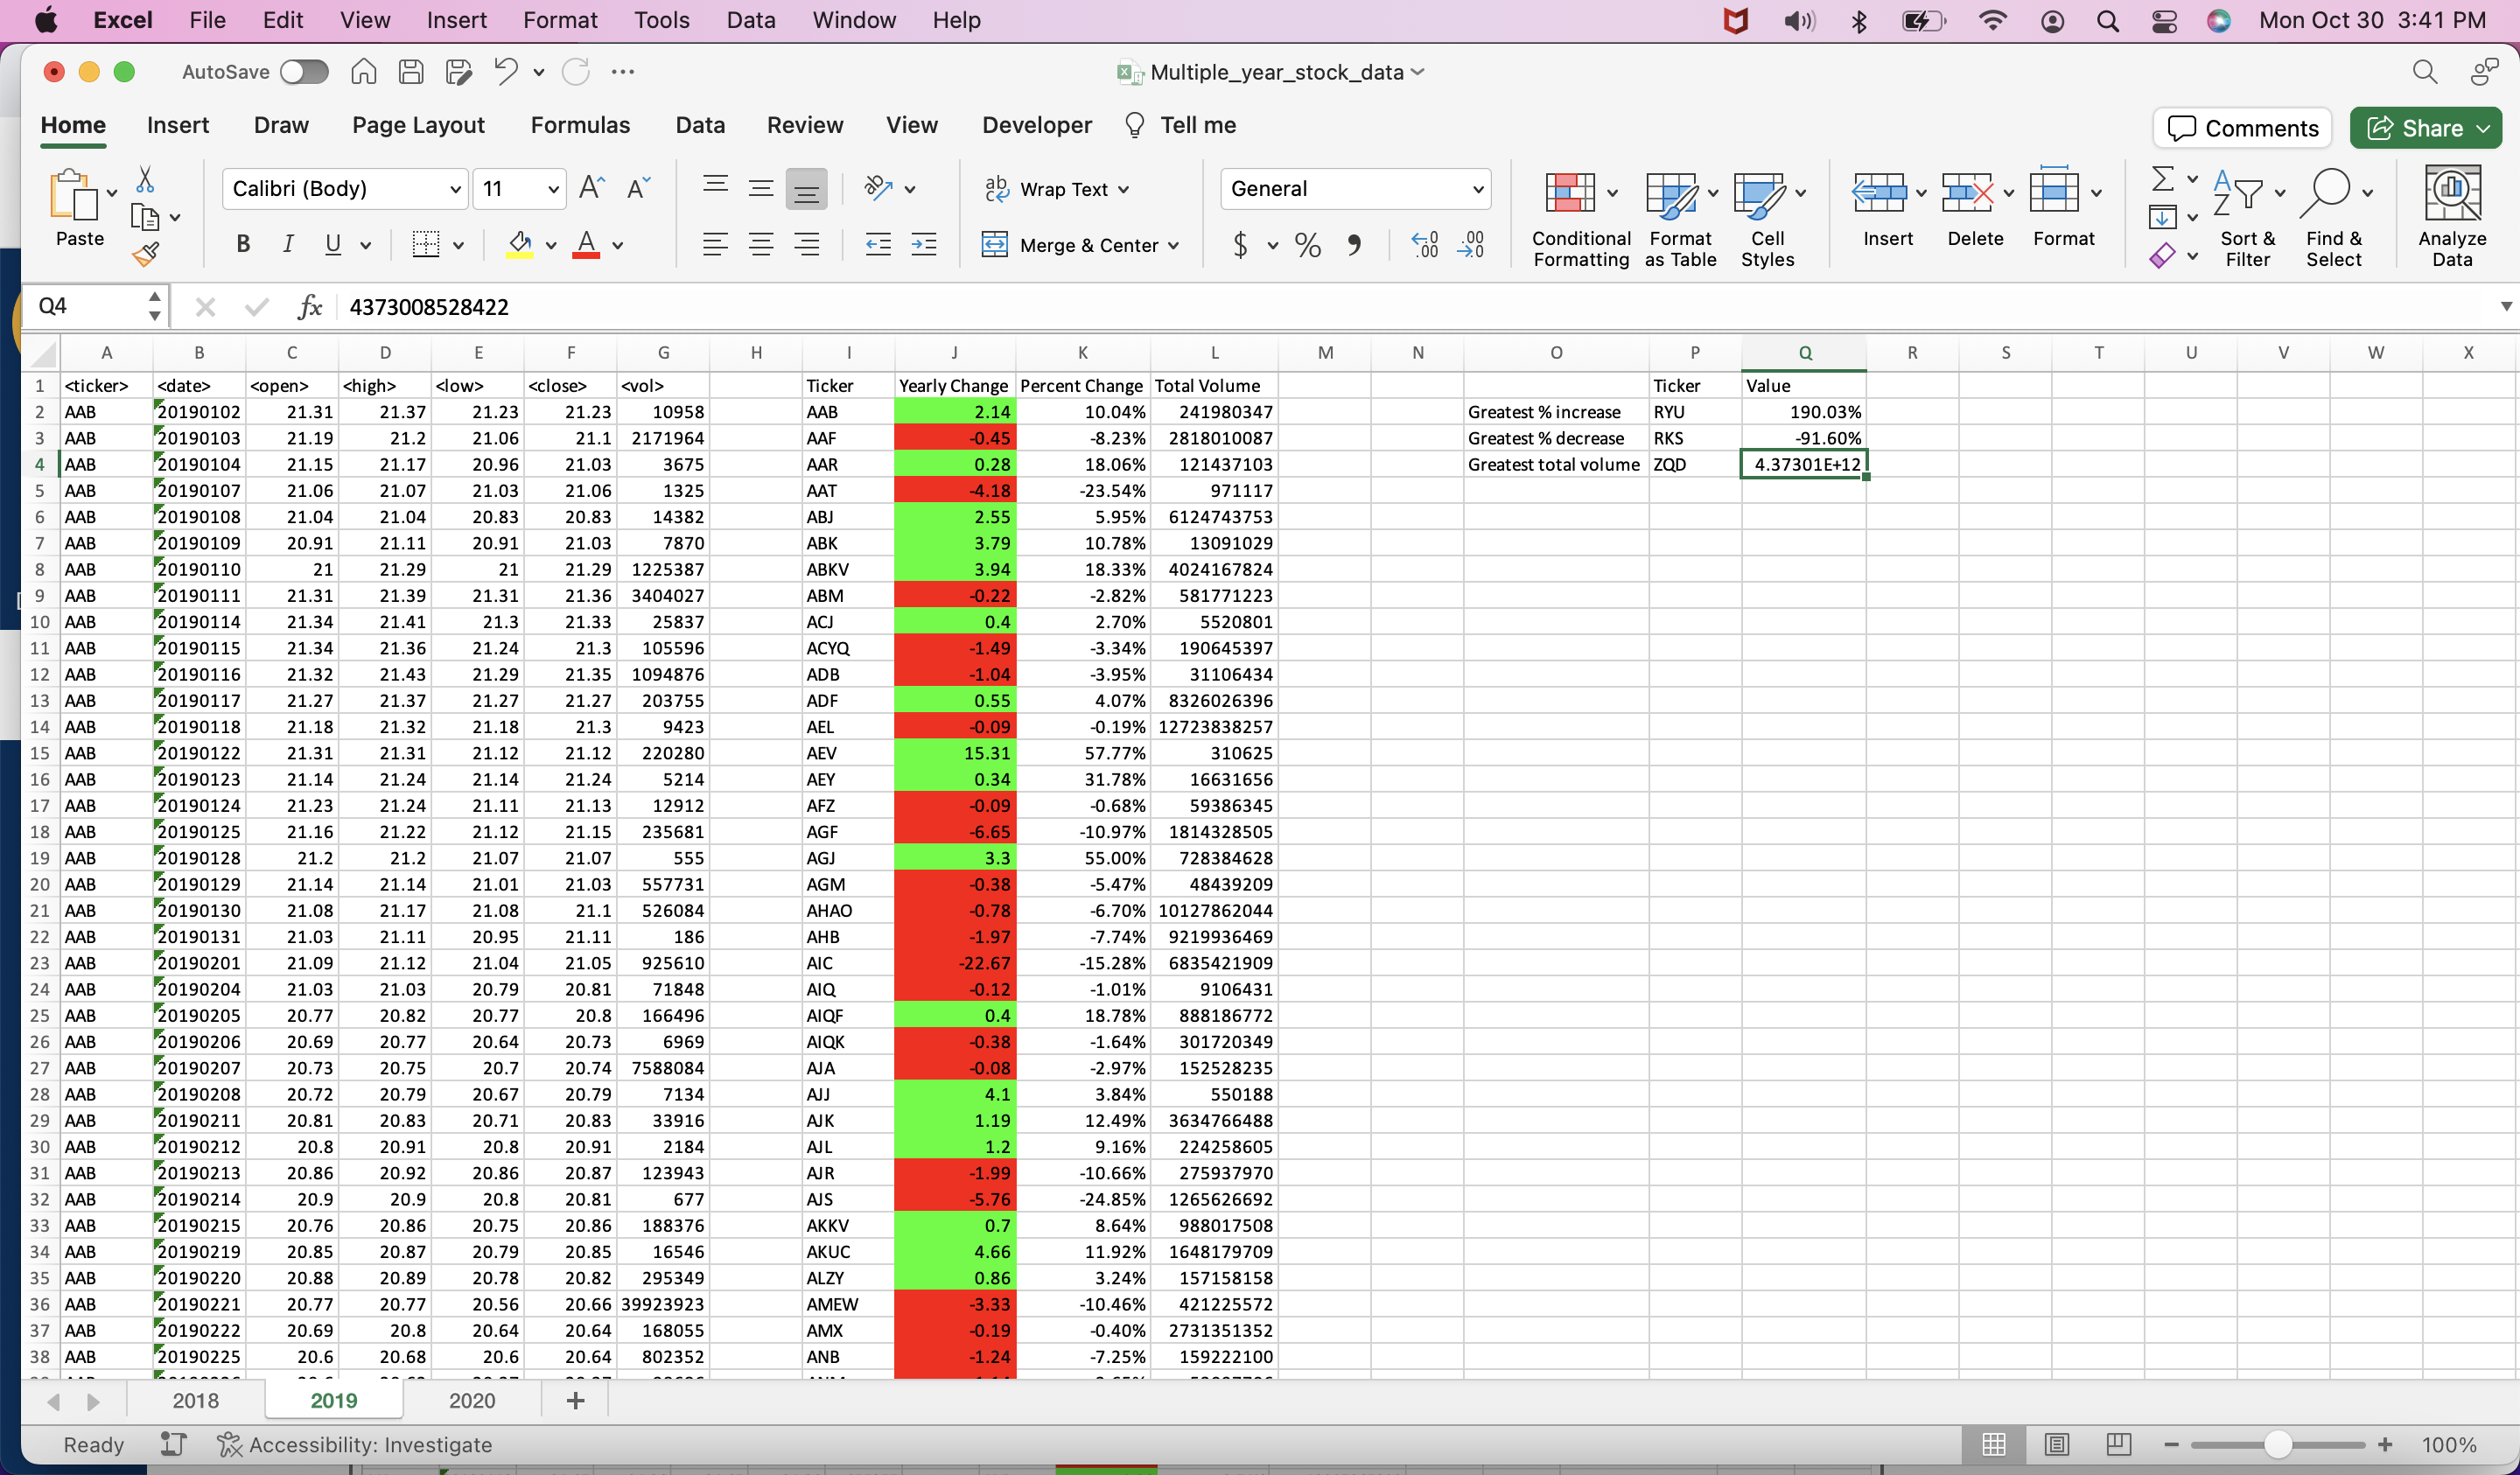 Excel File Edit View Insert Format Tools Data Window Help Mon Oct 30 3:41 PM
AutoSave Multiple_year_stock_data
Home Insert Draw Page Layout Formulas Data Review View Developer Tell me Comments Share
Calibri (Body) 11 Wrap Text General
Paste B I U Merge & Center $ % Conditional Formatting Format as Table Cell Styles Insert Delete Format Sort & Filter Find & Select Analyze Data
Q4 fx 4373008528422
A B C D E F G H I J K L M N O P Q R S T U V W X
1 <ticker> <date> <open> <high> <low> <close> <vol> Ticker Yearly Change Percent Change Total Volume Ticker Value
2 AAB 20190102 21.31 21.37 21.23 21.23 10958 AAB 2.14 10.04% 241980347 Greatest % increase RYU 190.03%
3 AAB 20190103 21.19 21.2 21.06 21.1 2171964 AAF -0.45 -8.23% 2818010087 Greatest % decrease RKS -91.60%
4 AAB 20190104 21.15 21.17 20.96 21.03 3675 AAR 0.28 18.06% 121437103 Greatest total volume ZQD 4.37301E+12
5 AAB 20190107 21.06 21.07 21.03 21.06 1325 AAT -4.18 -23.54% 971117
6 AAB 20190108 21.04 21.04 20.83 20.83 14382 ABJ 2.55 5.95% 6124743753
7 AAB 20190109 20.91 21.11 20.91 21.03 7870 ABK 3.79 10.78% 13091029
8 AAB 20190110 21 21.29 21 21.29 1225387 ABKV 3.94 18.33% 4024167824
9 AAB 20190111 21.31 21.39 21.31 21.36 3404027 ABM -0.22 -2.82% 581771223
10 AAB 20190114 21.34 21.41 21.3 21.33 25837 ACJ 0.4 2.70% 5520801
11 AAB 20190115 21.34 21.36 21.24 21.3 105596 ACYQ -1.49 -3.34% 190645397
12 AAB 20190116 21.32 21.43 21.29 21.35 1094876 ADB -1.04 -3.95% 31106434
13 AAB 20190117 21.27 21.37 21.27 21.27 203755 ADF 0.55 4.07% 8326026396
14 AAB 20190118 21.18 21.32 21.18 21.3 9423 AEL -0.09 -0.19% 12723838257
15 AAB 20190122 21.31 21.31 21.12 21.12 220280 AEV 15.31 57.77% 310625
16 AAB 20190123 21.14 21.24 21.14 21.24 5214 AEY 0.34 31.78% 16631656
17 AAB 20190124 21.23 21.24 21.11 21.13 12912 AFZ -0.09 -0.68% 59386345
18 AAB 20190125 21.16 21.22 21.12 21.15 235681 AGF -6.65 -10.97% 1814328505
19 AAB 20190128 21.2 21.2 21.07 21.07 555 AGJ 3.3 55.00% 728384628
20 AAB 20190129 21.14 21.14 21.01 21.03 557731 AGM -0.38 -5.47% 48439209
21 AAB 20190130 21.08 21.17 21.08 21.1 526084 AHAO -0.78 -6.70% 10127862044
22 AAB 20190131 21.03 21.11 20.95 21.11 186 AHB -1.97 -7.74% 9219936469
23 AAB 20190201 21.09 21.12 21.04 21.05 925610 AIC -22.67 -15.28% 6835421909
24 AAB 20190204 21.03 21.03 20.79 20.81 71848 AIQ -0.12 -1.01% 9106431
25 AAB 20190205 20.77 20.82 20.77 20.8 166496 AIQF 0.4 18.78% 888186772
26 AAB 20190206 20.69 20.77 20.64 20.73 6969 AIQK -0.38 -1.64% 301720349
27 AAB 20190207 20.73 20.75 20.7 20.74 7588084 AJA -0.08 -2.97% 152528235
28 AAB 20190208 20.72 20.79 20.67 20.79 7134 AJJ 4.1 3.84% 550188
29 AAB 20190211 20.81 20.83 20.71 20.83 33916 AJK 1.19 12.49% 3634766488
30 AAB 20190212 20.8 20.91 20.8 20.91 2184 AJL 1.2 9.16% 224258605
31 AAB 20190213 20.86 20.92 20.86 20.87 123943 AJR -1.99 -10.66% 275937970
32 AAB 20190214 20.9 20.9 20.8 20.81 677 AJS -5.76 -24.85% 1265626692
33 AAB 20190215 20.76 20.86 20.75 20.86 188376 AKKV 0.7 8.64% 988017508
34 AAB 20190219 20.85 20.87 20.79 20.85 16546 AKUC 4.66 11.92% 1648179709
35 AAB 20190220 20.88 20.89 20.78 20.82 295349 ALZY 0.86 3.24% 157158158
36 AAB 20190221 20.77 20.77 20.56 20.66 39923923 AMEW -3.33 -10.46% 421225572
37 AAB 20190222 20.69 20.8 20.64 20.64 168055 AMX -0.19 -0.40% 2731351352
38 AAB 20190225 20.6 20.68 20.6 20.64 802352 ANB -1.24 -7.25% 159222100
2018 2019 2020 +
Ready Accessibility: Investigate 100%